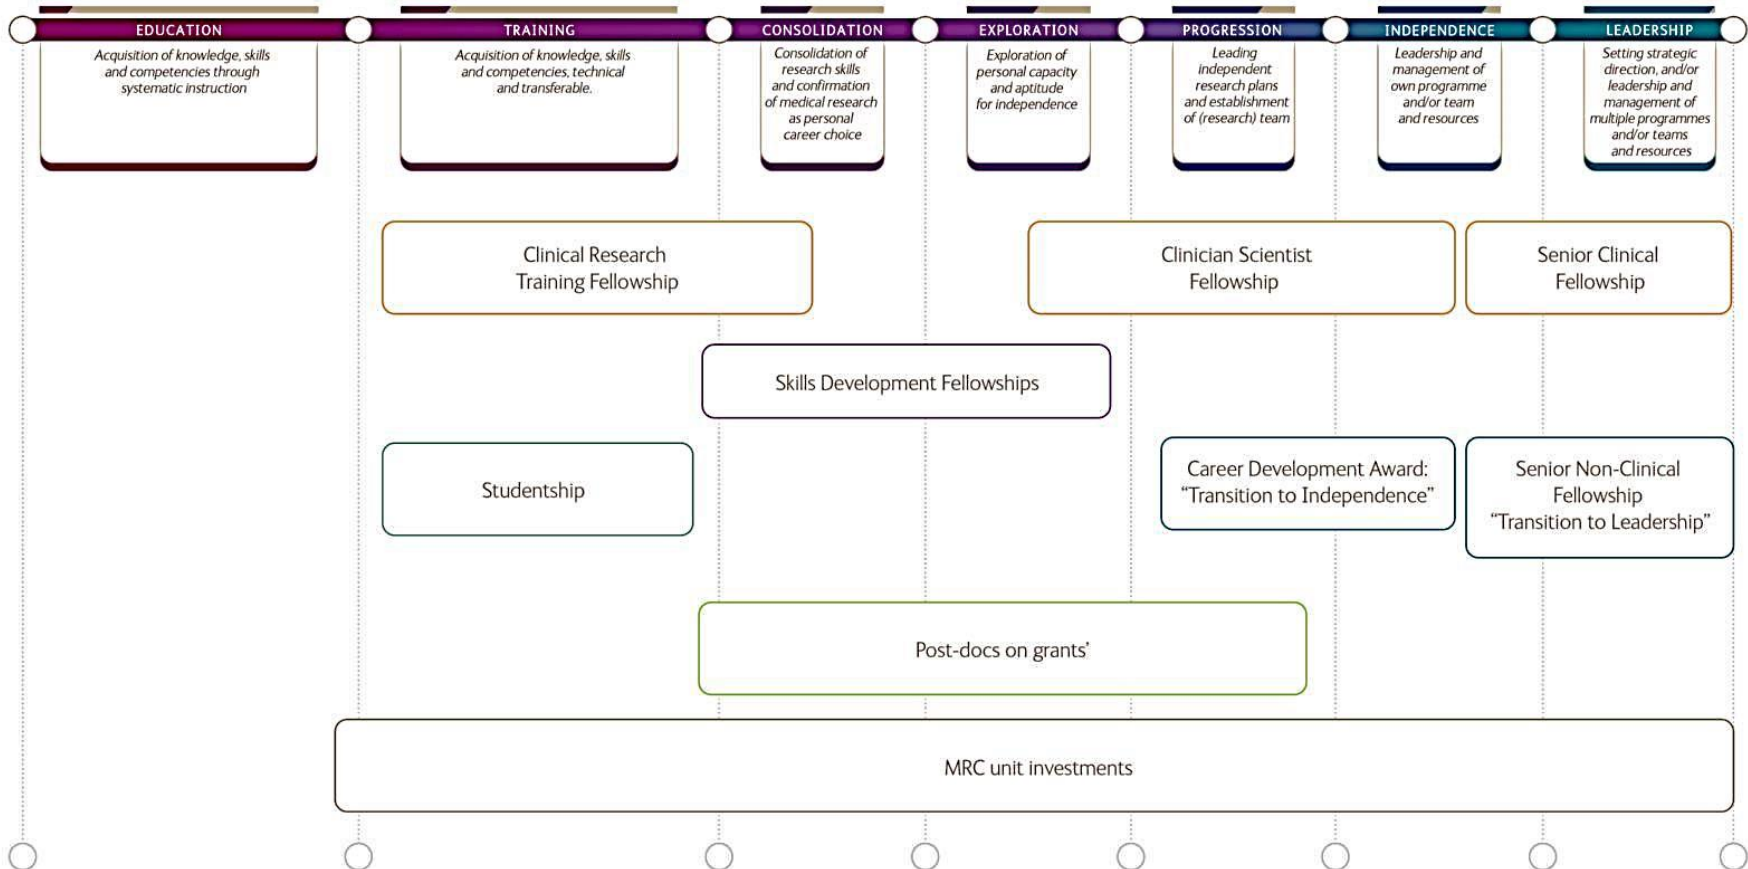 EDUCATION
TRAINING
CONSOLIDATION
EXPLORATION
PROGRESSION
INDEPENDENCE
LEADERSHIP
Acquisition of knowledge, skills
and competencies through
systematic instruction
Acquisition of knowledge, skills
and competencies, technical
and transferable.
Consolidation of
research skills
and confirmation
of medical research
as personal
career choice
Exploration of
personal capacity
and aptitude
for independence
Leading
independent
research plans
and establishment
of (research) team
Leadership and
management of
own programme
and/or team
and resources
Setting strategic
direction, and/or
leadership and
management of
multiple programmes
and/or teams
and resources
Clinical Research
Training Fellowship
Clinician Scientist
Fellowship
Senior Clinical
Fellowship
Skills Development Fellowships
Studentship
Career Development Award:
“Transition to Independence”
Senior Non-Clinical
Fellowship
“Transition to Leadership”
Post-docs on grants*
MRC unit investments